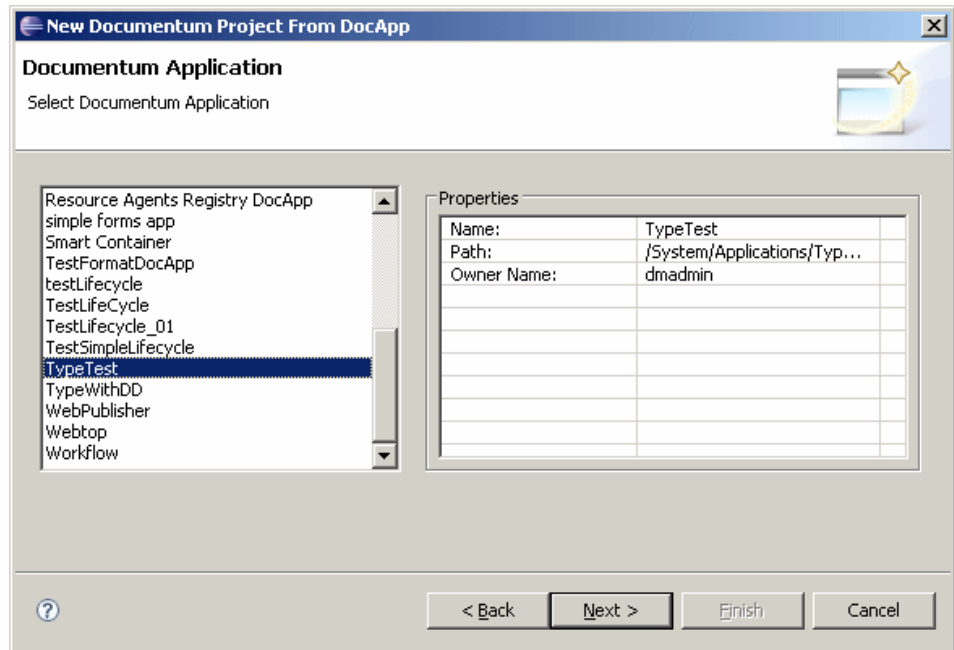 New Documentum Project From DocApp
Documentum Application
Select Documentum Application
Resource Agents Registry DocApp
simple forms app
Smart Container
TestFormatDocApp
testLifecycle
TestLifeCycle
TestLifecycle_01
TestSimpleLifecycle
TypeTest
TypeWithDD
WebPublisher
Webtop
Workflow
Properties
Name: TypeTest
Path: /System/Applications/Typ...
Owner Name: dmadmin
< Back
Next >
Finish
Cancel